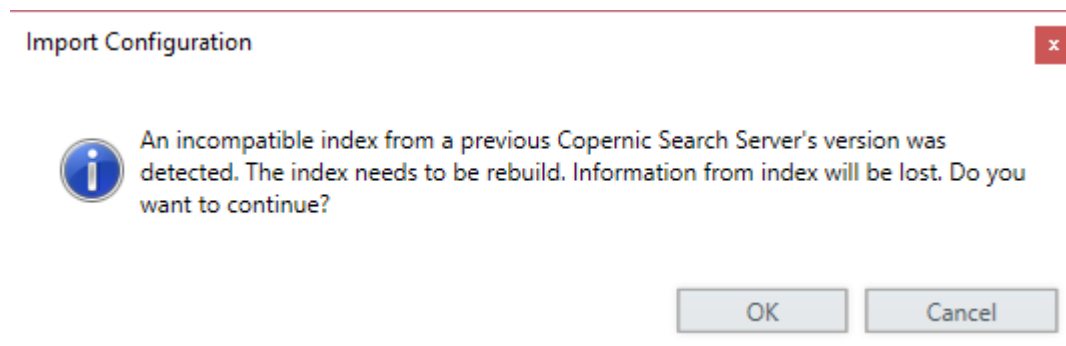 Import Configuration
x
An incompatible index from a previous Copernic Search Server's version was
detected. The index needs to be rebuild. Information from index will be lost. Do you
want to continue?
OK
Cancel